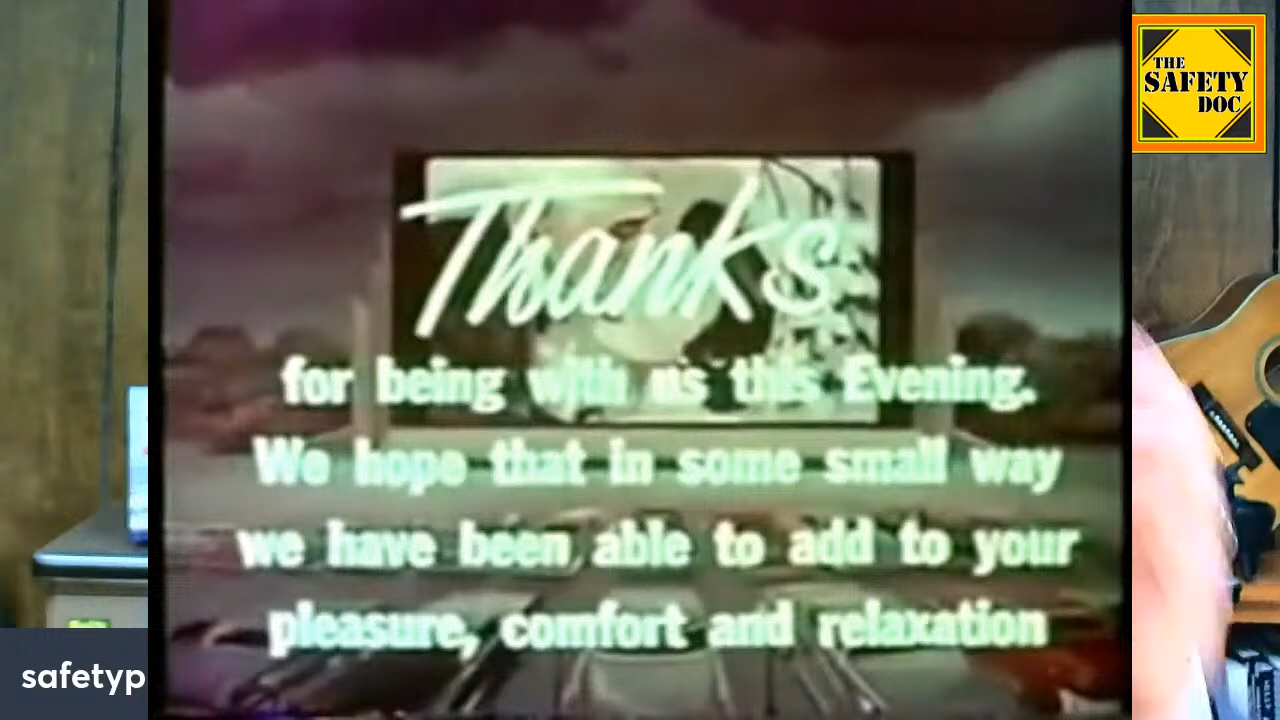 THE
SAFETY
DOC
Thanks
for being with us this Evening.
We hope that in some small way
we have been able to add to your
pleasure, comfort and relaxation
safetyp